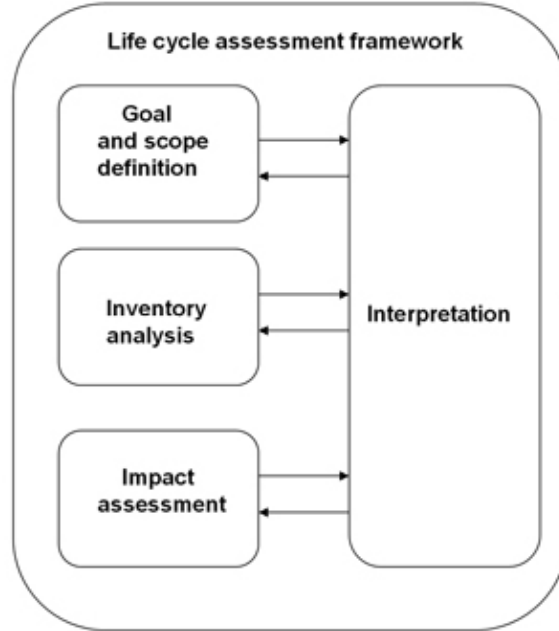 Life cycle assessment framework
Goal
and scope
definition
Inventory
analysis
Interpretation
Impact
assessment